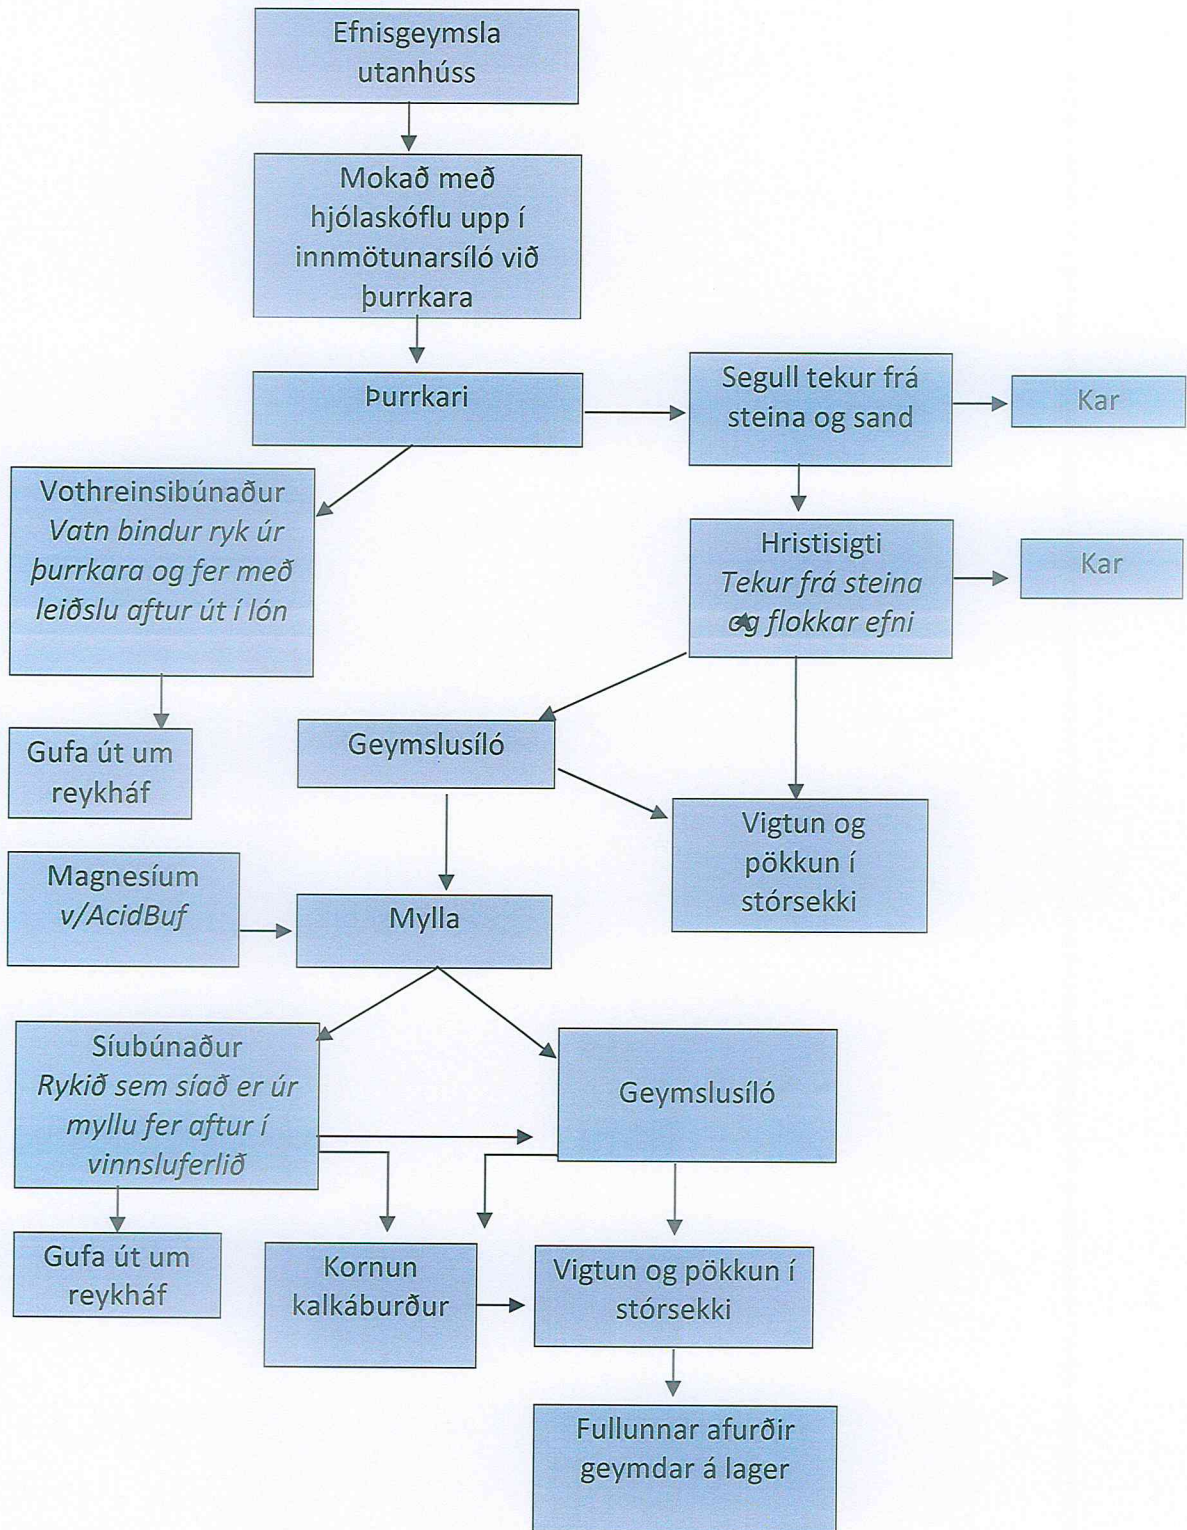 Efnisgeymsla
utanhúss
Mokað með
hjólaskóflu upp í
innmötunarsíló við
þurrkara
Þurrkari
Segull tekur frá
steina og sand
Kar
Vothreinsibúnaður
Vatn bindur ryk úr
þurrkara og fer með
leiðslu aftur út í lón
Hristisigti
Tekur frá steina
og flokkar efni
Kar
Gufa út um
reykháf
Geymslusíló
Vigtun og
pökkun í
stórsekki
Magnesíum
v/AcidBuf
Mylla
Síubúnaður
Rykið sem síað er úr
myllu fer aftur í
vinnsluferlið
Geymslusíló
Gufa út um
reykháf
Kornun
kalkáburður
Vigtun og pökkun í
stórsekki
Fullunnar afurðir
geymdar á lager